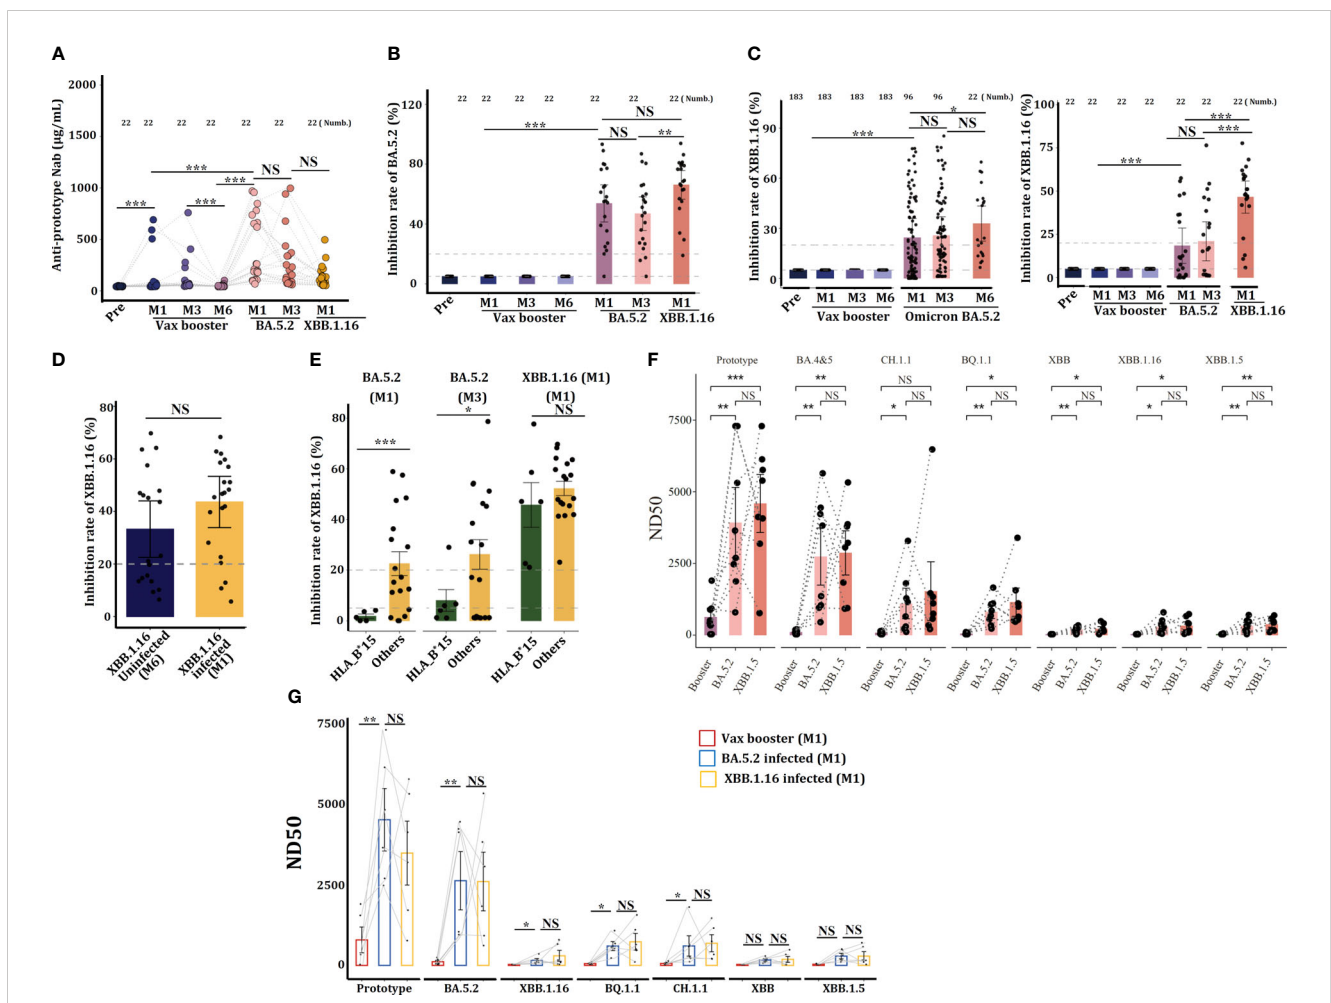 A
Anti-prototype Nab (µg/mL)
2000
1500
1000
500
0
22 22 22 22 22 22 22 ( Numb.)
***
***
***
***
NS
NS
Pre M1 M3 M6 M1 M3 M1
Vax booster BA.5.2 XBB.1.16
B
Inhibition rate of BA.5.2 (%)
120
80
40
0
22 22 22 22 22 22 22 ( Numb.)
NS
***
NS
**
Pre M1 M3 M6 M1 M3 M1
Vax booster BA.5.2 XBB.1.16
C
Inhibition rate of XBB.1.16 (%)
90
60
30
0
183 183 183 183 96 96 22 ( Numb.)
*
***
NS
NS
Pre M1 M3 M6 M1 M3 M6
Vax booster Omicron BA.5.2
Inhibition rate of XBB.1.16 (%)
100
75
50
25
0
22 22 22 22 22 22 22 ( Numb.)
***
***
NS
***
Pre M1 M3 M6 M1 M3 M1
Vax booster BA.5.2 XBB.1.16
D
Inhibition rate of XBB.1.16 (%)
80
60
40
20
0
NS
XBB.1.16
Uninfected
(M6)
XBB.1.16
infected
(M1)
E
BA.5.2
(M1)
BA.5.2
(M3)
XBB.1.16 (M1)
(M1)
Inhibition rate of XBB.1.16 (%)
80
60
40
20
0
***
*
NS
HLA_B*15 Others HLA_B*15 Others HLA_B*15 Others
F
Prototype BA.4&5 CH.1.1 BQ.1.1 XBB XBB.1.16 XBB.1.5
ND50
7500
5000
2500
0
*** ** NS * * * **
** NS ** NS * NS ** NS ** NS * NS ** NS
Booster BA.5.2 XBB.1.5 Booster BA.5.2 XBB.1.5 Booster BA.5.2 XBB.1.5 Booster BA.5.2 XBB.1.5 Booster BA.5.2 XBB.1.5 Booster BA.5.2 XBB.1.5 Booster BA.5.2 XBB.1.5
G
ND50
7500
5000
2500
0
** NS ** NS * NS * NS * NS NS NS NS NS
Vax booster (M1)
BA.5.2 infected (M1)
XBB.1.16 infected (M1)
Prototype BA.5.2 XBB.1.16 BQ.1.1 CH.1.1 XBB XBB.1.5